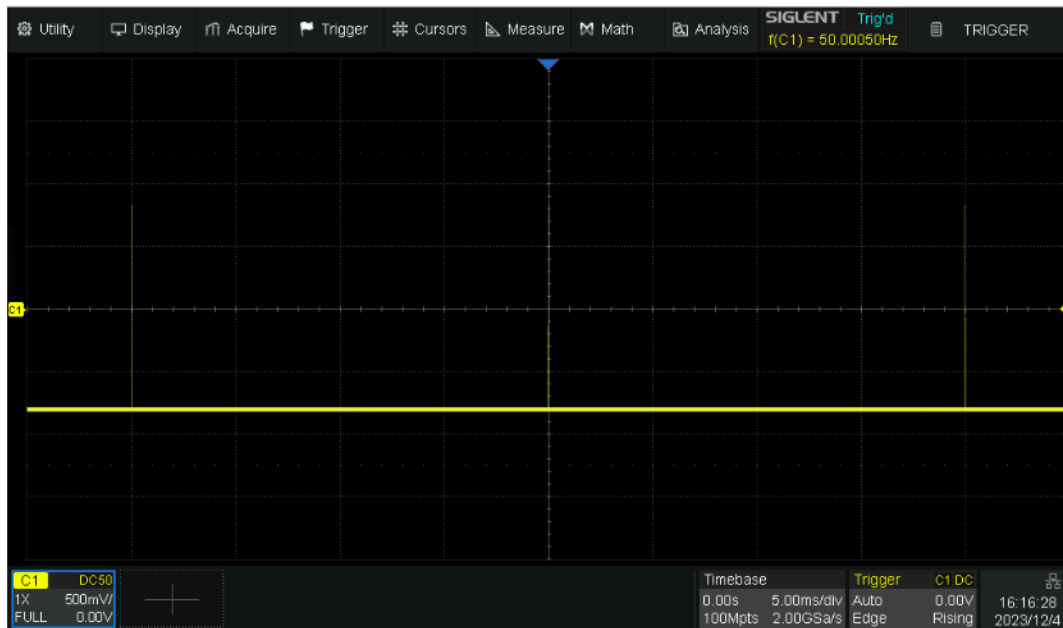 Utility Display Acquire Trigger Cursors Measure Math Analysis SIGLENT Trig'd TRIGGER
f(C1) = 50.00050Hz
C1
C1 DC50
1X 500mV/
FULL 0.00V
Timebase
0.00s 5.00ms/div
100Mpts 2.00GSa/s
Trigger C1 DC
Auto 0.00V
Edge Rising
16:16:28
2023/12/4